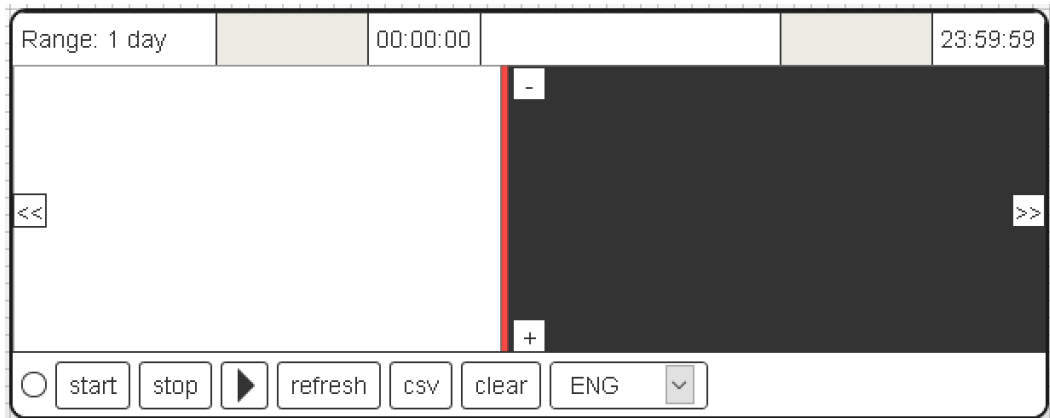 Range: 1 day 00:00:00 23:59:59
-
<< >>
+
start stop refresh csv clear ENG